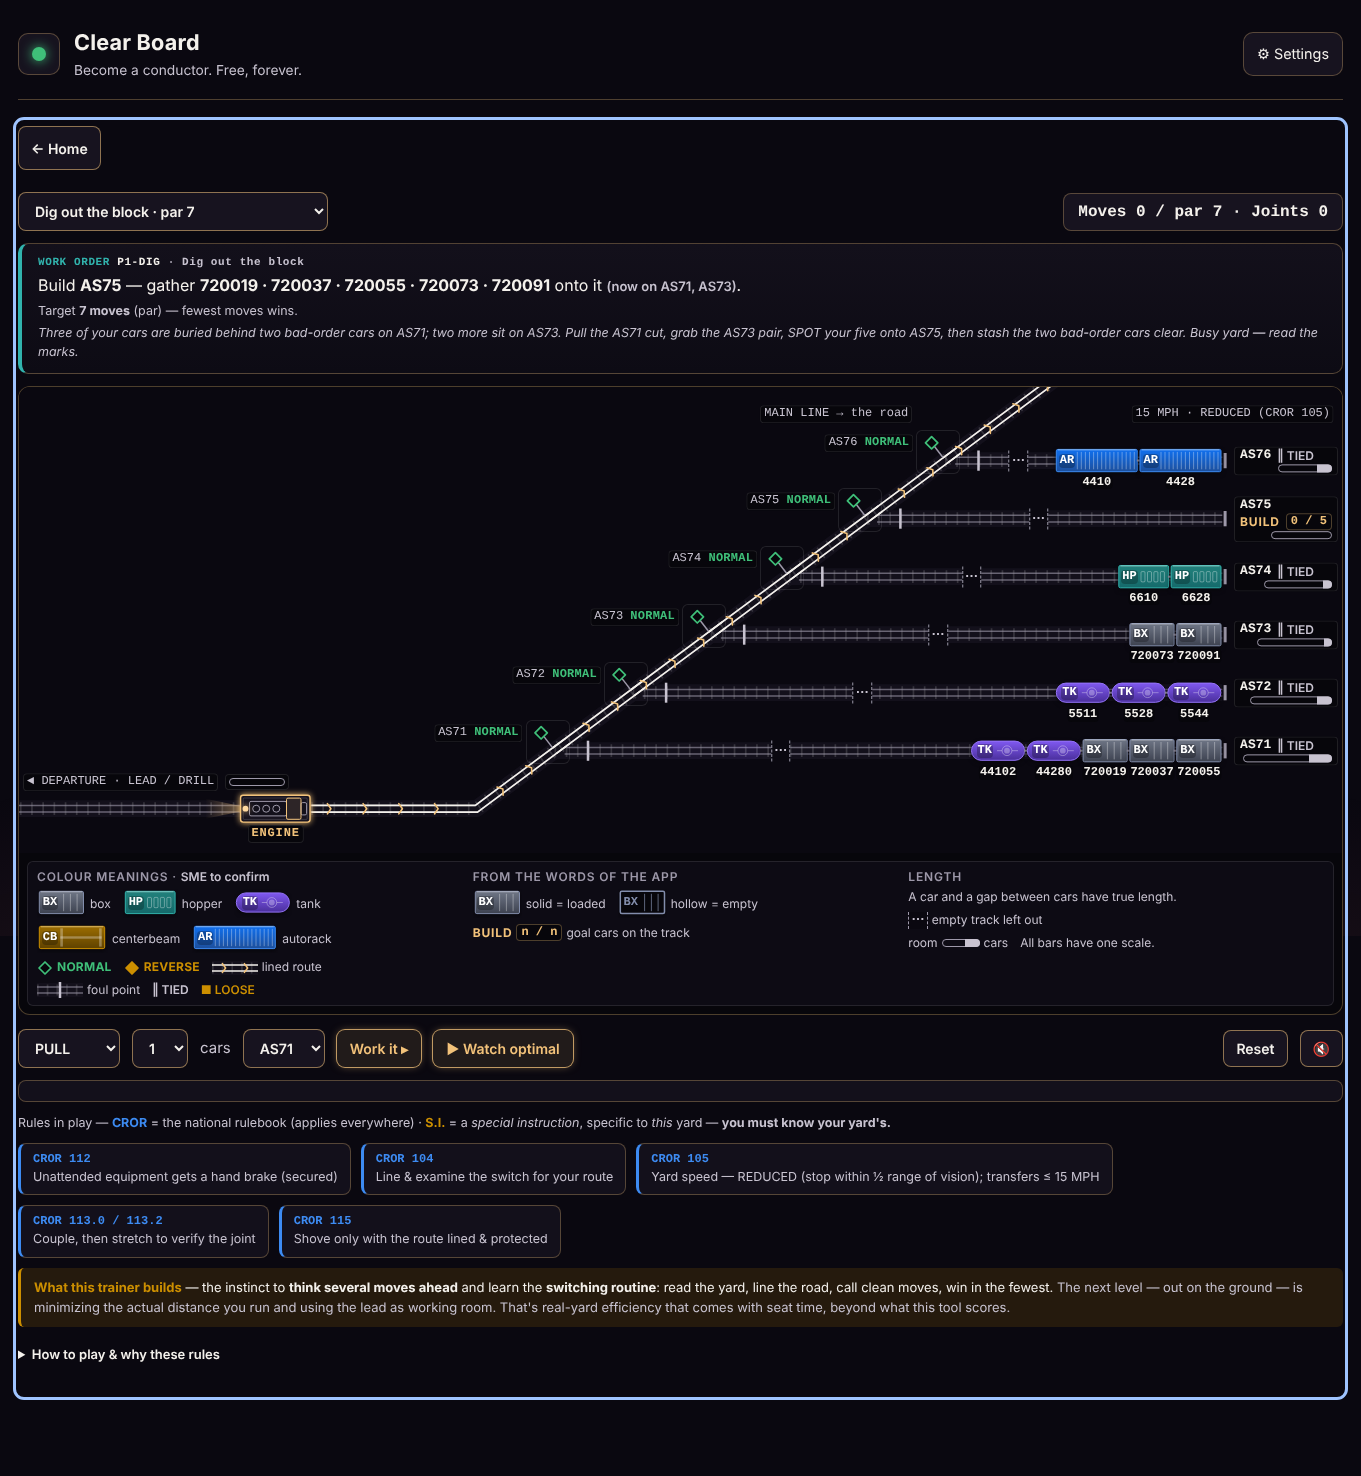 Clear Board
Become a conductor. Free, forever.
⚙ Settings
← Home
Dig out the block · par 7
Moves 0 / par 7 · Joints 0
WORK ORDER P1-DIG · Dig out the block
Build AS75 — gather 720019 · 720037 · 720055 · 720073 · 720091 onto it (now on AS71, AS73).
Target 7 moves (par) — fewest moves wins.
Three of your cars are buried behind two bad-order cars on AS71; two more sit on AS73. Pull the AS71 cut, grab the AS73 pair, SPOT your five onto AS75, then stash the two bad-order cars clear. Busy yard — read the
marks.
MAIN LINE → the road
15 MPH · REDUCED (CROR 105)
AS76 NORMAL
AR AR
4410 4428
AS76 TIED
AS75 NORMAL
AS75
BUILD 0 / 5
AS74 NORMAL
HP HP
6610 6628
AS74 TIED
AS73 NORMAL
BX BX
720073 720091
AS73 TIED
AS72 NORMAL
TK TK TK
5511 5528 5544
AS72 TIED
AS71 NORMAL
TK TK BX BX BX
44102 44280 720019 720037 720055
AS71 TIED
◄ DEPARTURE · LEAD / DRILL
ENGINE
COLOUR MEANINGS · SME to confirm
BX box HP hopper TK tank
CB centerbeam AR autorack
NORMAL REVERSE lined route
foul point TIED LOOSE
FROM THE WORDS OF THE APP
BX solid = loaded BX hollow = empty
BUILD n / n goal cars on the track
LENGTH
A car and a gap between cars have true length.
empty track left out
room cars All bars have one scale.
PULL 1 cars AS71 Work it ▸ ▶ Watch optimal
Reset
Rules in play — CROR = the national rulebook (applies everywhere) · S.I. = a special instruction, specific to this yard — you must know your yard's.
CROR 112
Unattended equipment gets a hand brake (secured)
CROR 104
Line & examine the switch for your route
CROR 105
Yard speed — REDUCED (stop within ½ range of vision); transfers ≤ 15 MPH
CROR 113.0 / 113.2
Couple, then stretch to verify the joint
CROR 115
Shove only with the route lined & protected
What this trainer builds — the instinct to think several moves ahead and learn the switching routine: read the yard, line the road, call clean moves, win in the fewest. The next level — out on the ground — is
minimizing the actual distance you run and using the lead as working room. That's real-yard efficiency that comes with seat time, beyond what this tool scores.
▶ How to play & why these rules